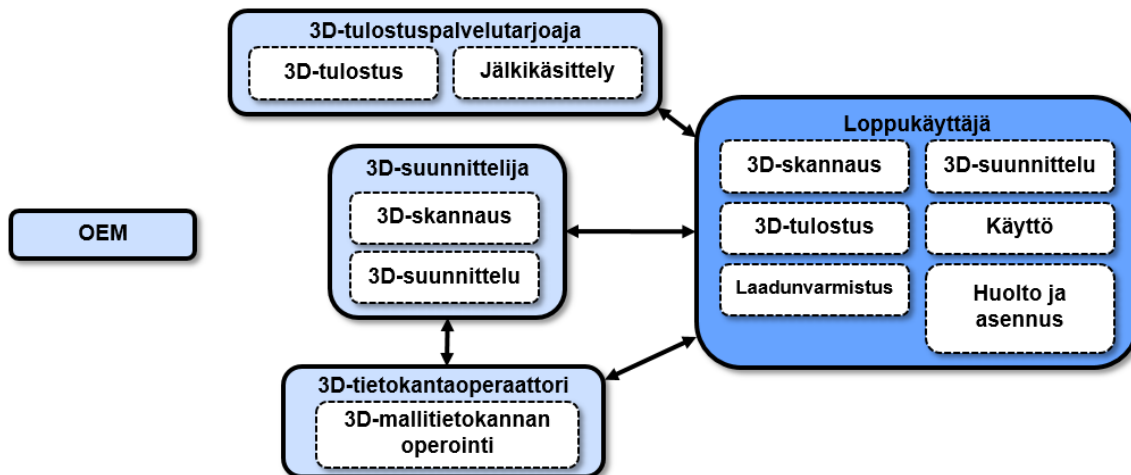 3D-tulostuspalvelutarjoaja
3D-tulostus
Jälkikäsittely
3D-suunnittelija
3D-skannaus
3D-suunnittelu
OEM
3D-tietokantaoperaattori
3D-mallitietokannan
operointi
Loppukäyttäjä
3D-skannaus
3D-suunnittelu
3D-tulostus
Käyttö
Laadunvarmistus
Huolto ja
asennus